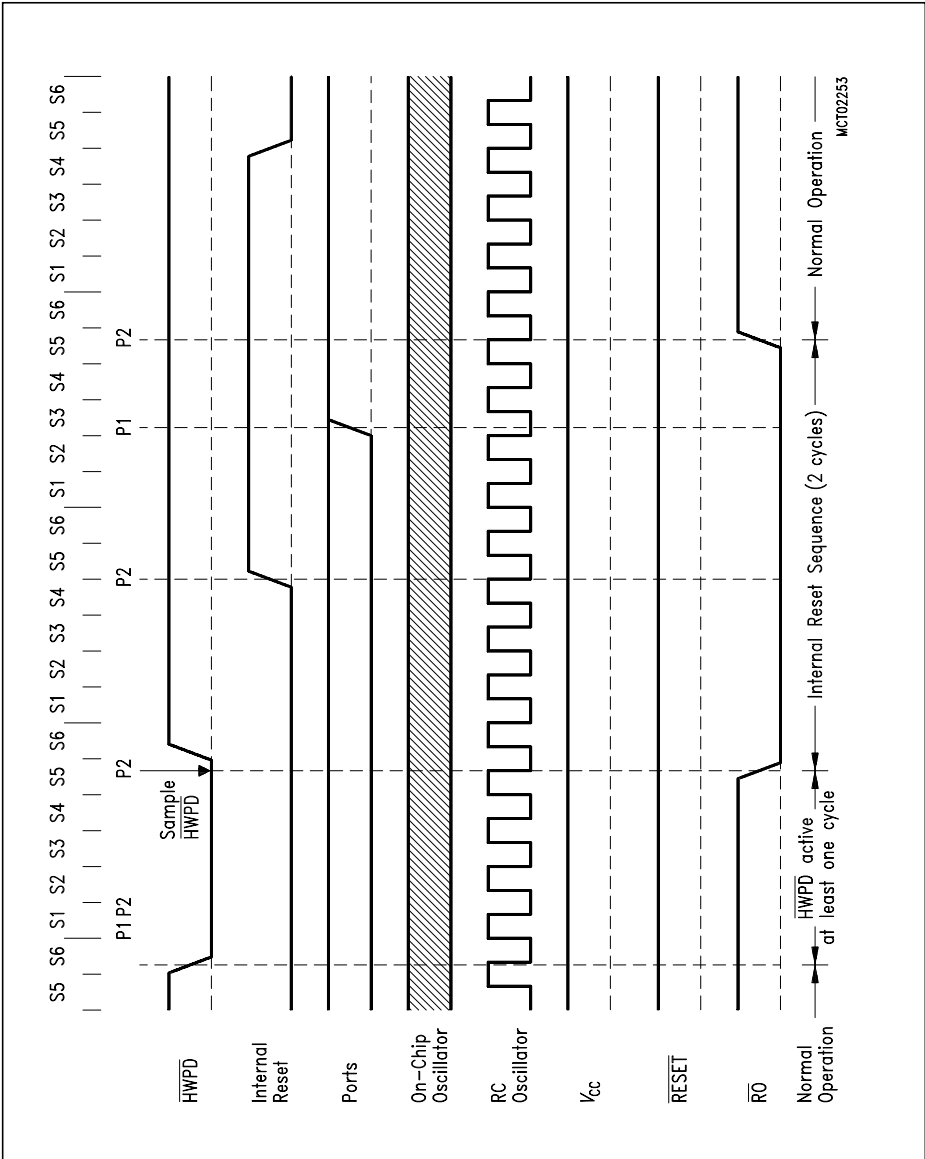 S5 S6 S1 S2 S3 S4 S5 S6 S1 S2 S3 S4 S5 S6 S1 S2 S3 S4 S5 S6 S1 S2 S3 S4 S5 S6
P1 P2 P2 P2 P1 P2
Sample
HWPD
HWPD
Internal
Reset
Ports
On-Chip
Oscillator
RC
Oscillator
VCC
RESET
RO
Normal
Operation
HWPD active
at least one cycle
Internal Reset Sequence (2 cycles)
Normal Operation
MCT02253